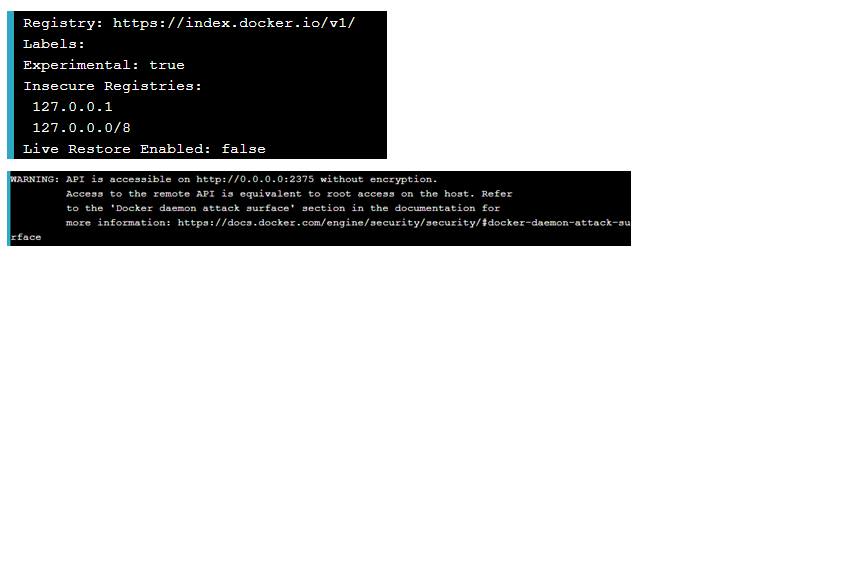 Registry: https://index.docker.io/v1/
Labels:
Experimental: true
Insecure Registries:
127.0.0.1
127.0.0.0/8
Live Restore Enabled: false
WARNING: API is accessible on http://0.0.0.0:2375 without encryption.
Access to the remote API is equivalent to root access on the host. Refer
to the 'Docker daemon attack surface' section in the documentation for
more information: https://docs.docker.com/engine/security/security/#docker-daemon-attack-su
rface